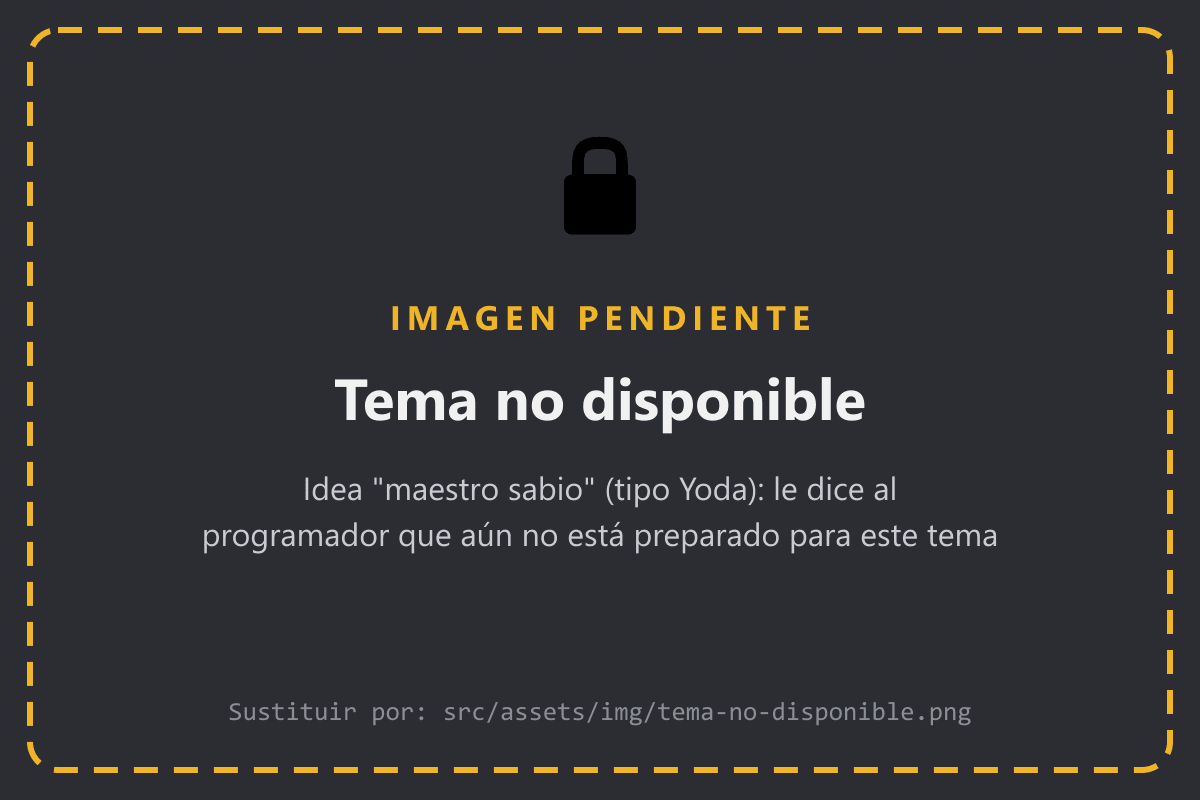 IMAGEN PENDIENTE
Tema no disponible
Idea "maestro sabio" (tipo Yoda): le dice al
programador que aún no está preparado para este tema
Sustituir por: src/assets/img/tema-no-disponible.png